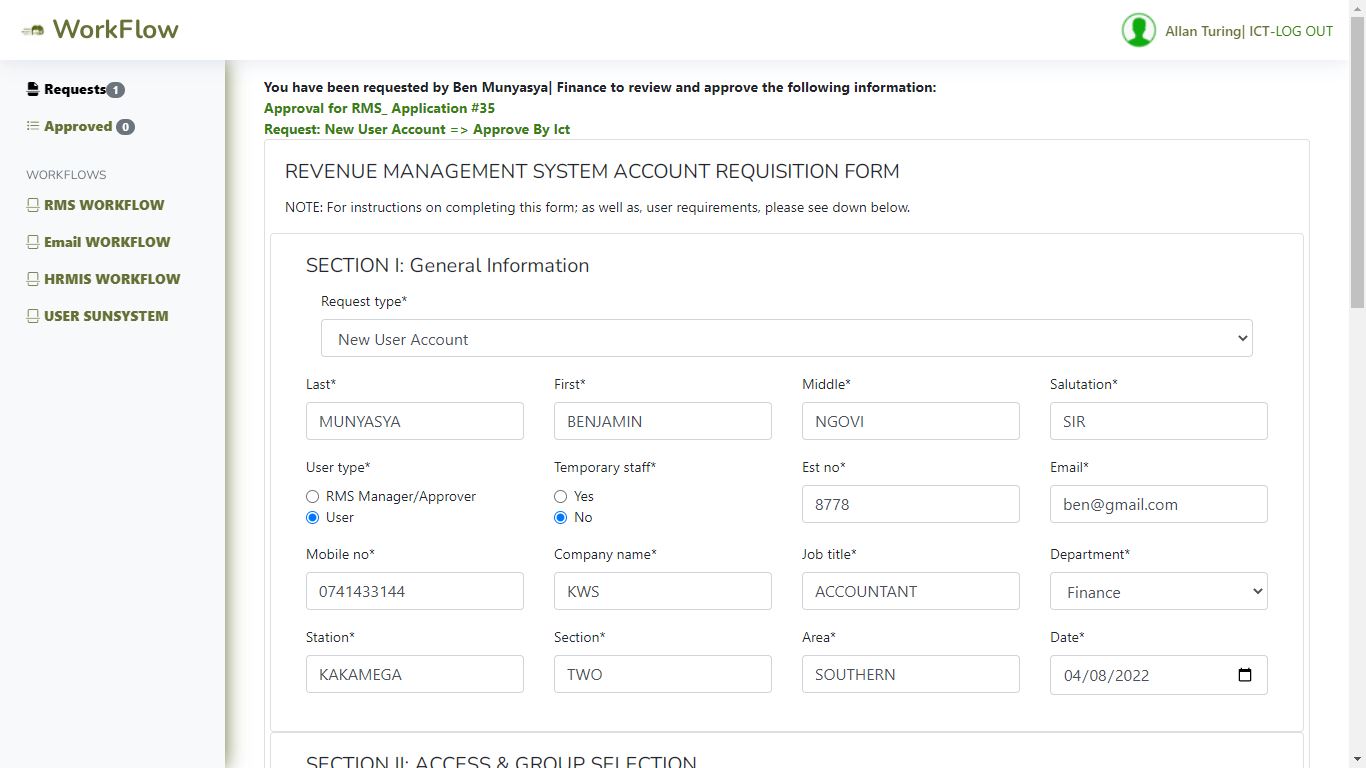 WorkFlow
Allan Turing| ICT-LOG OUT
Requests 1
Approved 0
WORKFLOWS
RMS WORKFLOW
Email WORKFLOW
HRMIS WORKFLOW
USER SUNSYSTEM
You have been requested by Ben Munyasya| Finance to review and approve the following information:
Approval for RMS_ Application #35
Request: New User Account => Approve By Ict
REVENUE MANAGEMENT SYSTEM ACCOUNT REQUISITION FORM
NOTE: For instructions on completing this form; as well as, user requirements, please see down below.
SECTION I: General Information
Request type*
New User Account
Last* First* Middle* Salutation*
MUNYASYA BENJAMIN NGOVI SIR
User type* Temporary staff* Est no* Email*
RMS Manager/Approver Yes
8778 ben@gmail.com
User No
Mobile no* Company name* Job title* Department*
0741433144 KWS ACCOUNTANT Finance
Station* Section* Area* Date*
KAKAMEGA TWO SOUTHERN 04/08/2022
SECTION II: ACCESS & GROUP SELECTION